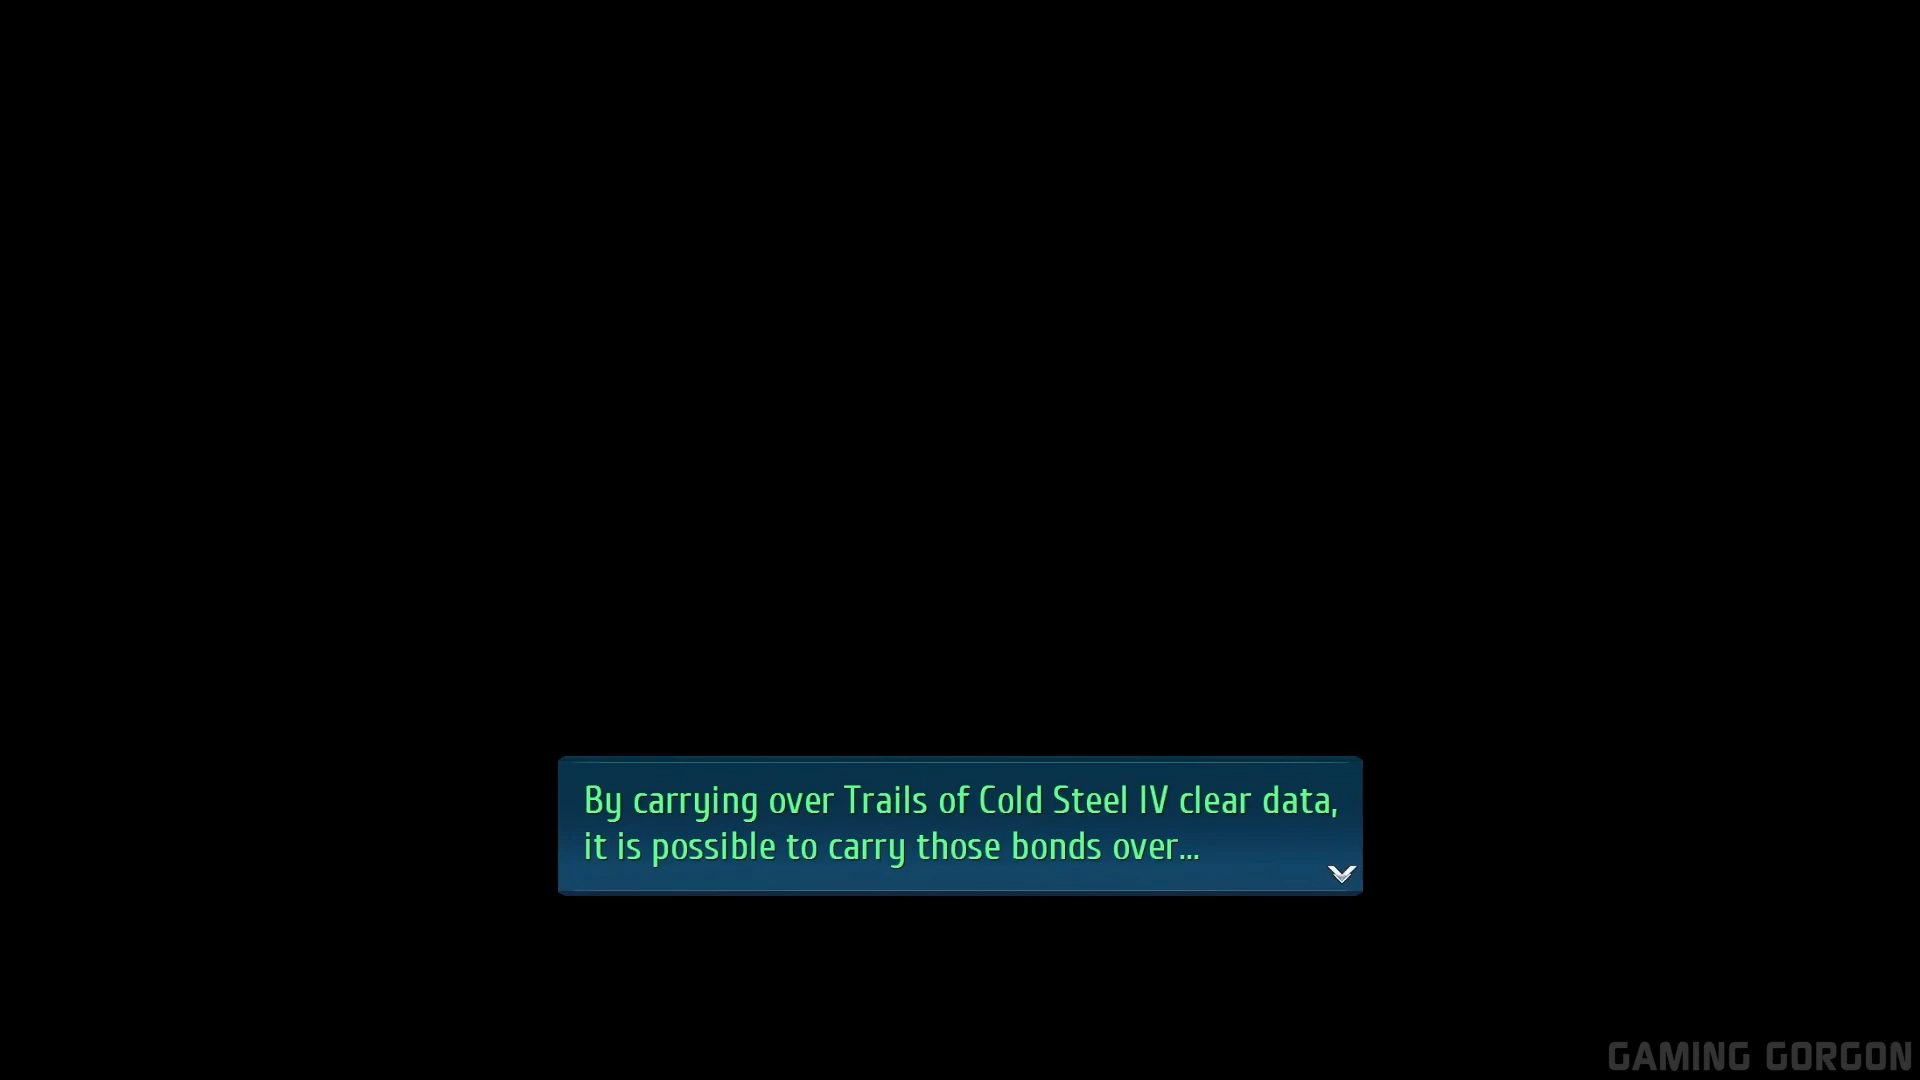 By carrying over Trails of Cold Steel IV clear data,
it is possible to carry those bonds over...
GAMING GORGON